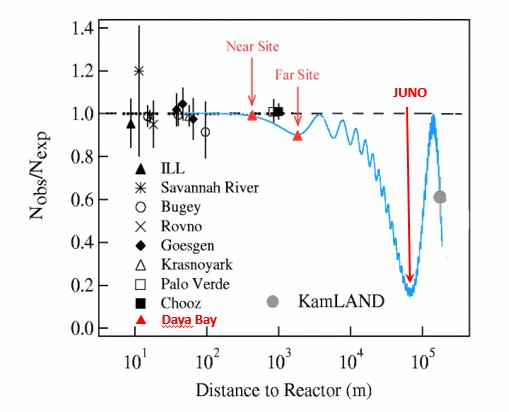 1.4
1.2
1.0
0.8
0.6
0.4
0.2
0.0
Nobs/Nexp
Near Site
Far Site
JUNO
ILL
Savannah River
Bugey
Rovno
Goesgen
Krasnoyark
Palo Verde
Chooz
Daya Bay
KamLAND
10¹ 10² 10³ 10⁴ 10⁵
Distance to Reactor (m)